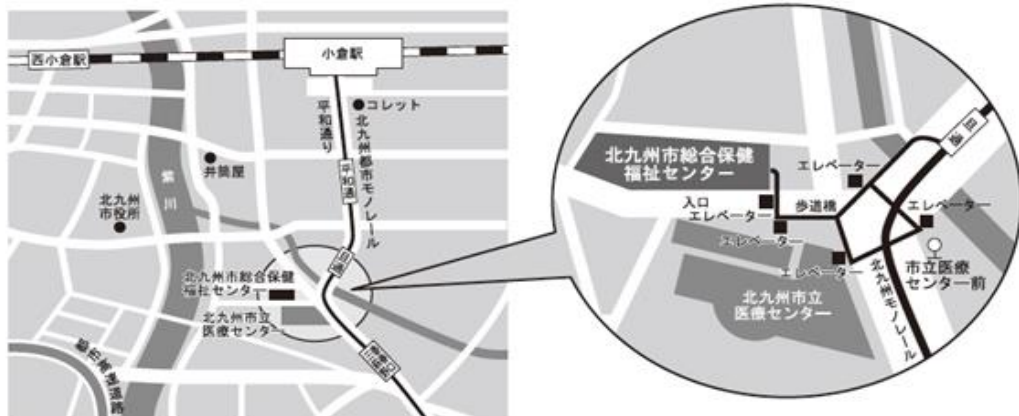 西小倉駅
小倉駅
コレット
平和通り
北九州都市モノレール
平和通
井筒屋
紫川
北九州
市役所
旦過
北九州市総合保健
福祉センター
北九州市立
医療センター
旦過
北九州市総合保健
福祉センター
エレベーター
入口
エレベーター
歩道橋
エレベーター
エレベーター
エレベーター
市立医療
センター前
北九州市立
医療センター
北九州モノレール